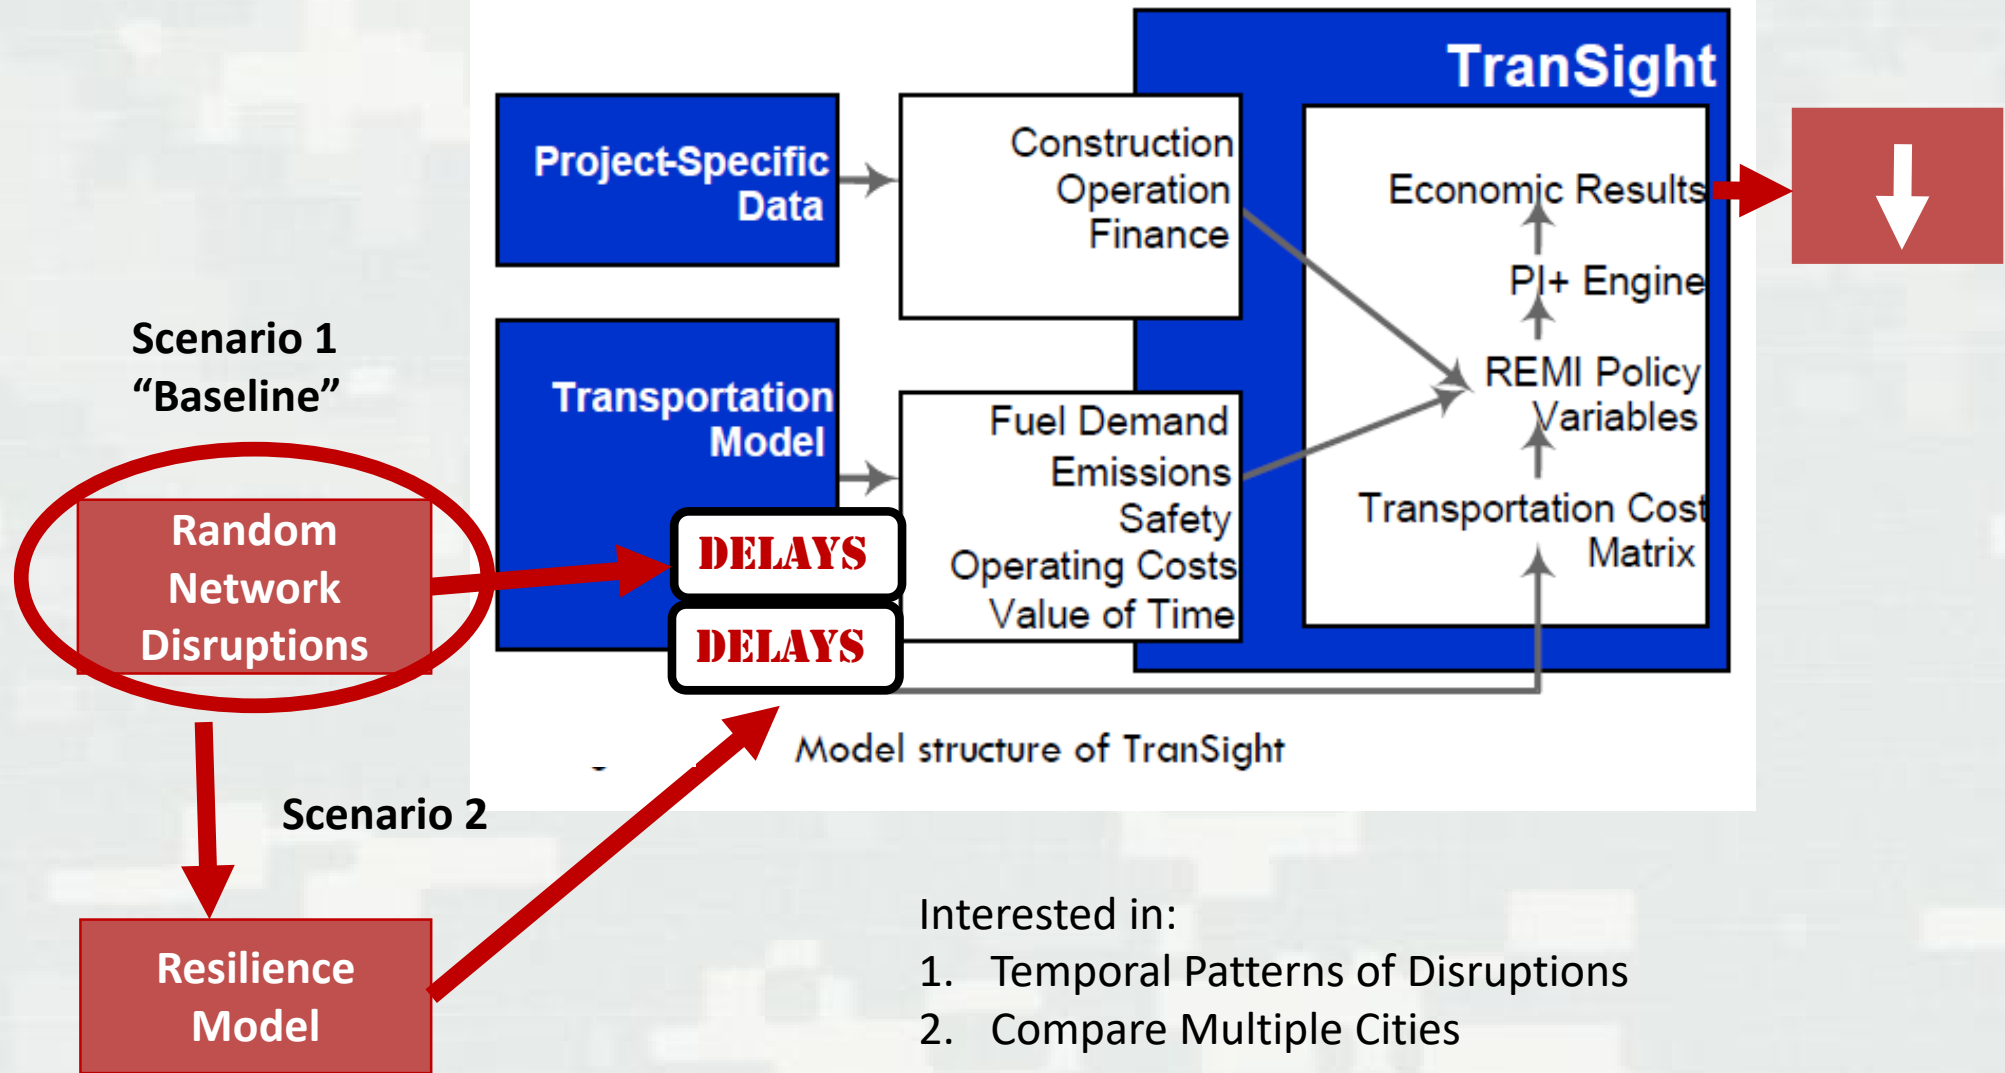 TranSight
Project-Specific
Data
Construction
Operation
Finance
Economic Results
PI+ Engine
REMI Policy
Variables
Transportation Cost
Matrix
Scenario 1
“Baseline”
Transportation
Model
Fuel Demand
Emissions
Safety
Operating Costs
Value of Time
Random
Network
Disruptions
DELAYS
DELAYS
Model structure of TranSight
Scenario 2
Resilience
Model
Interested in:
1. Temporal Patterns of Disruptions
2. Compare Multiple Cities